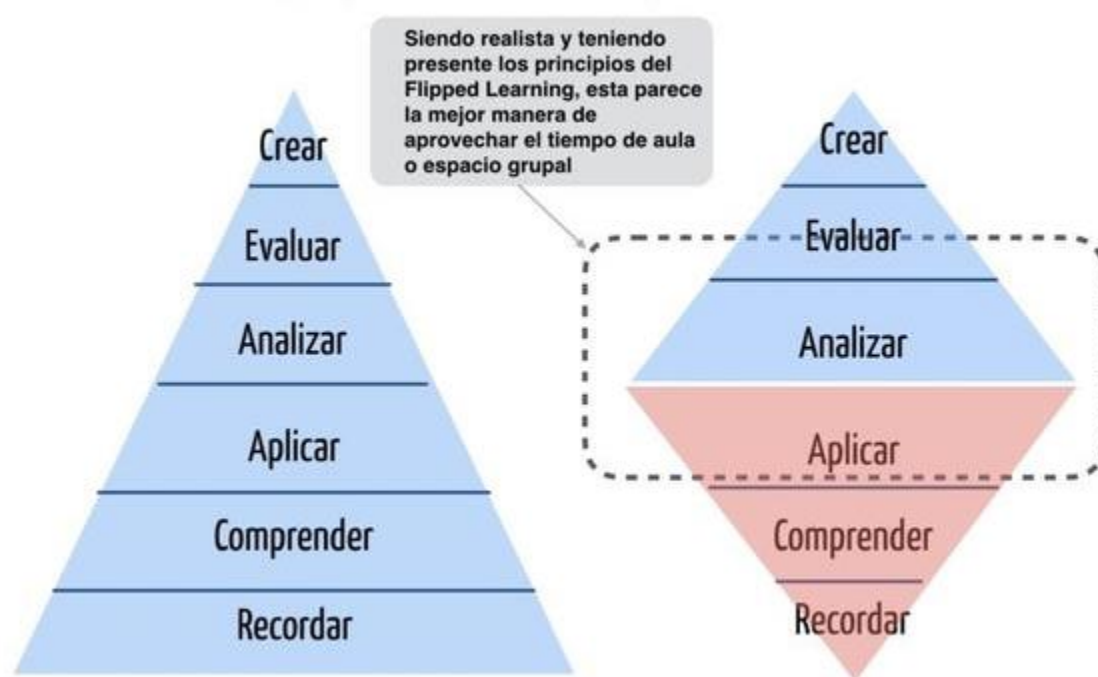 Siendo realista y teniendo
presente los principios del
Flipped Learning, esta parece
la mejor manera de
aprovechar el tiempo de aula
o espacio grupal
Crear
Evaluar
Analizar
Aplicar
Comprender
Recordar
Crear
Evaluar
Analizar
Aplicar
Comprender
Recordar